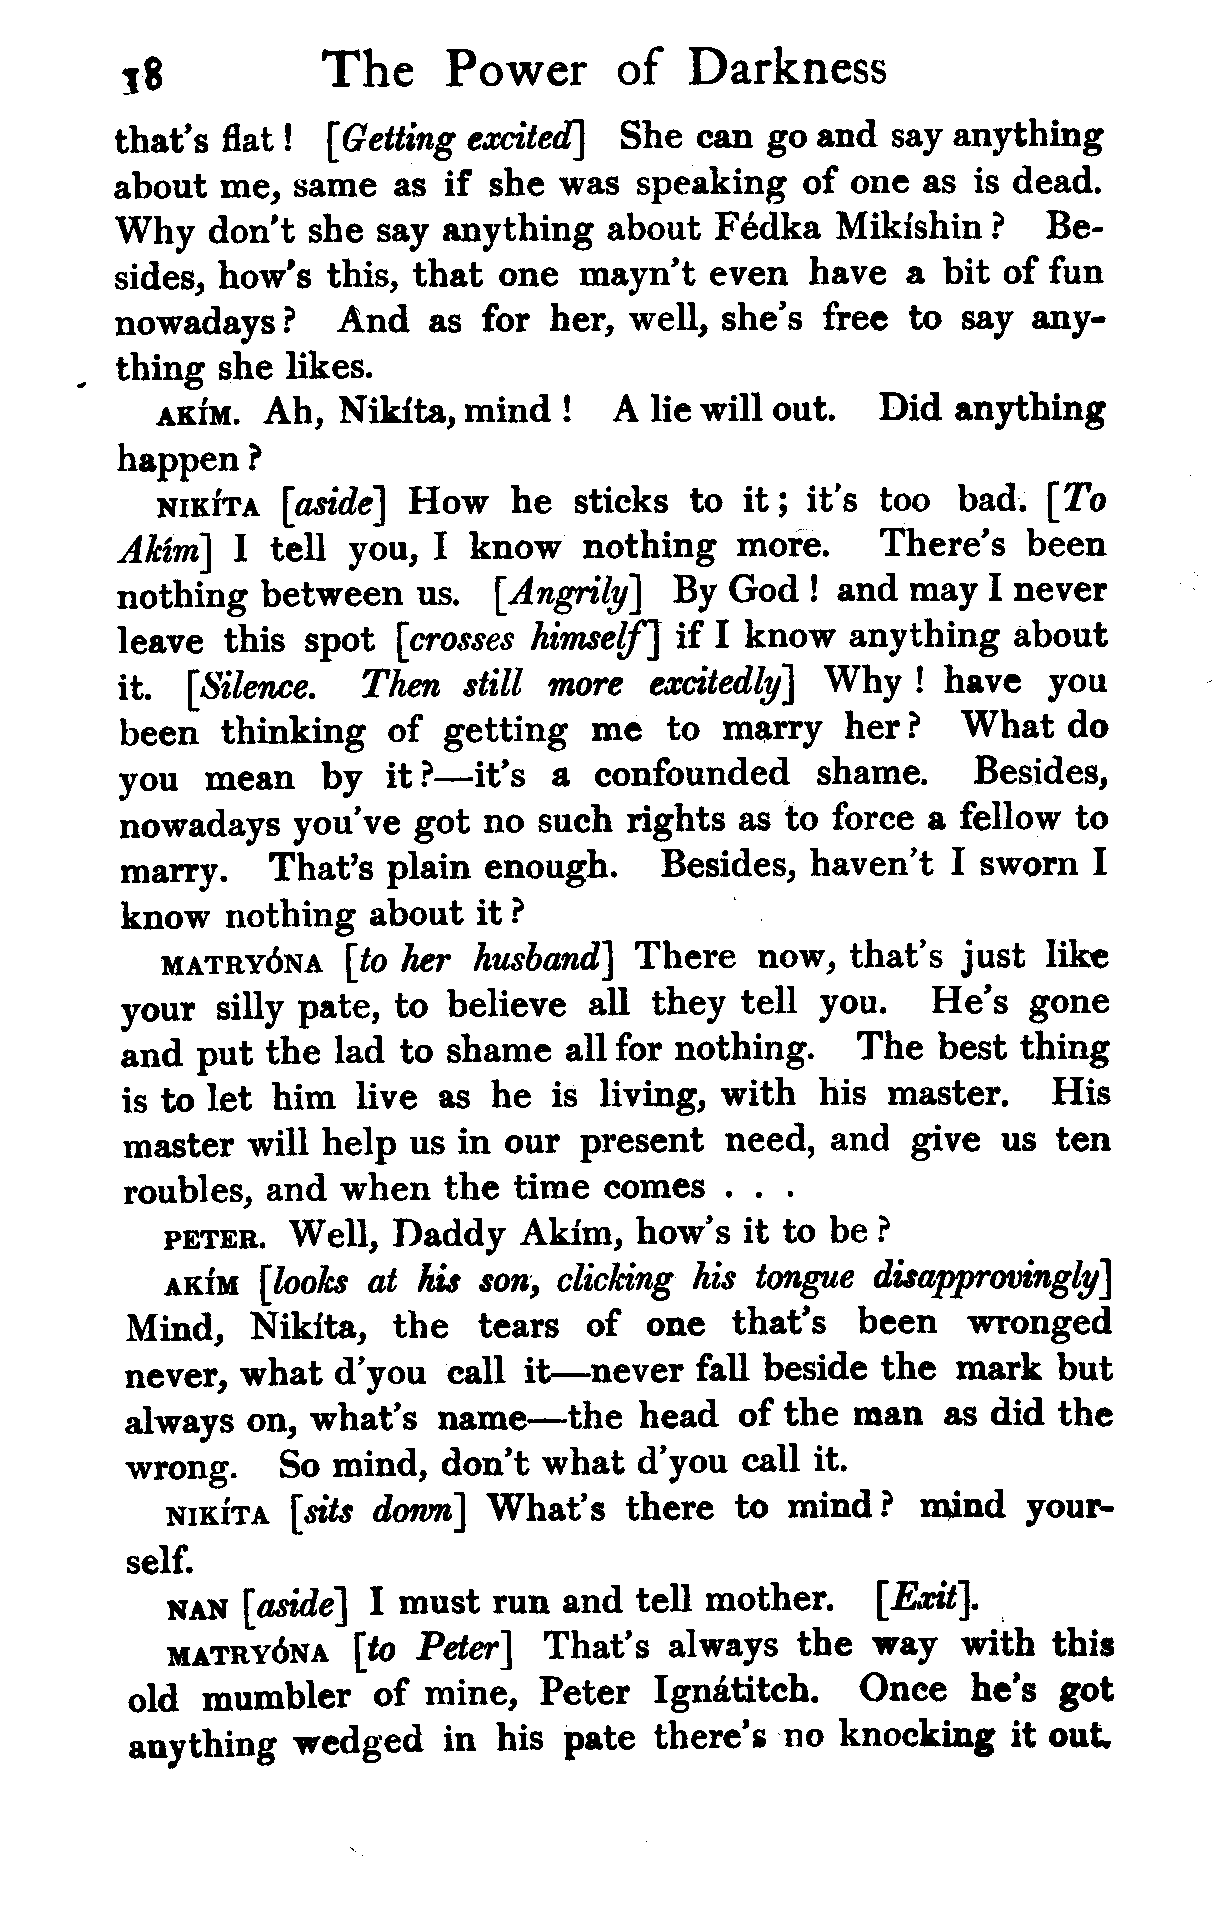 18 The Power of Darkness
that's flat! [Getting excited] She can go and say anything
about me, same as if she was speaking of one as is dead.
Why don't she say anything about Fédka Mikíshin? Be-
sides, how's this, that one mayn't even have a bit of fun
nowadays? And as for her, well, she's free to say any-
thing she likes.
AKÍM. Ah, Nikíta, mind! A lie will out. Did anything
happen?
NIKÍTA [aside] How he sticks to it; it's too bad. [To
Akím] I tell you, I know nothing more. There's been
nothing between us. [Angrily] By God! and may I never
leave this spot [crosses himself] if I know anything about
it. [Silence. Then still more excitedly] Why! have you
been thinking of getting me to marry her? What do
you mean by it?—it's a confounded shame. Besides,
nowadays you've got no such rights as to force a fellow to
marry. That's plain enough. Besides, haven't I sworn I
know nothing about it?
MATRYÓNA [to her husband] There now, that's just like
your silly pate, to believe all they tell you. He's gone
and put the lad to shame all for nothing. The best thing
is to let him live as he is living, with his master. His
master will help us in our present need, and give us ten
roubles, and when the time comes . . .
PETER. Well, Daddy Akím, how's it to be?
AKÍM [looks at his son, clicking his tongue disapprovingly]
Mind, Nikíta, the tears of one that's been wronged
never, what d'you call it—never fall beside the mark but
always on, what's name—the head of the man as did the
wrong. So mind, don't what d'you call it.
NIKÍTA [sits down] What's there to mind? mind your-
self.
NAN [aside] I must run and tell mother. [Exit].
MATRYÓNA [to Peter] That's always the way with this
old mumbler of mine, Peter Ignátitch. Once he's got
anything wedged in his pate there's no knocking it out.